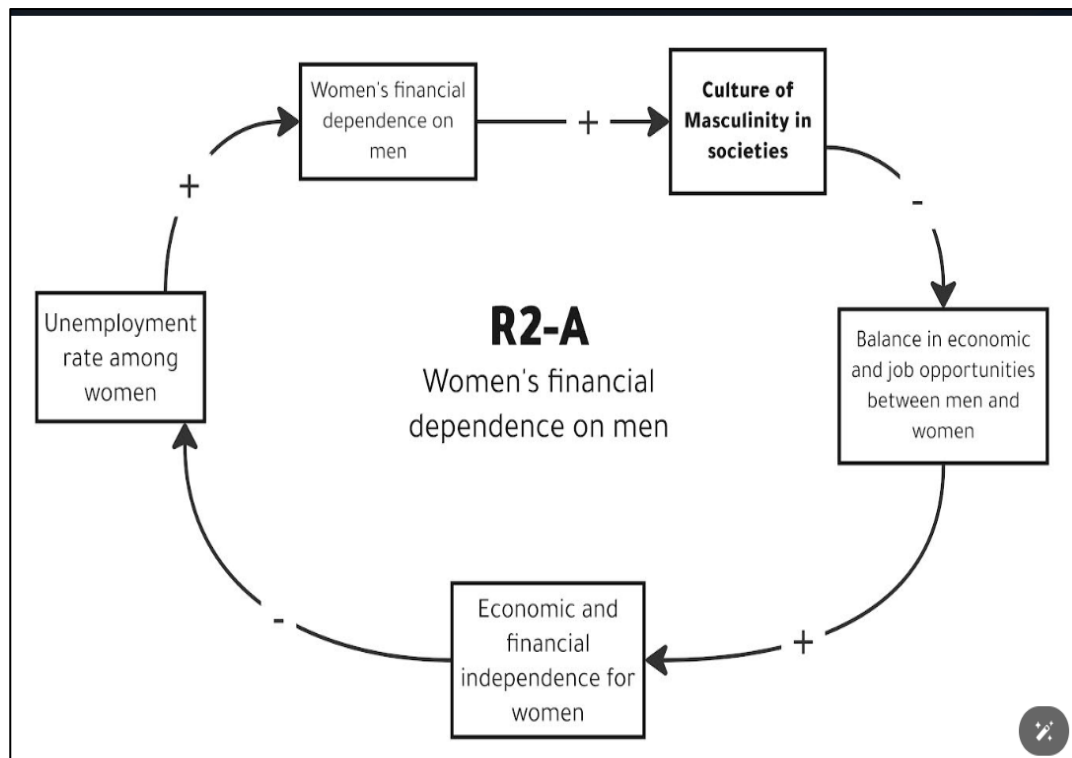 Women's financial
dependence on
men
+
Culture of
Masculinity in
societies
-
Balance in economic
and job opportunities
between men and
women
+
Economic and
financial
independence for
women
-
Unemployment
rate among
women
+
R2-A
Women's financial
dependence on men